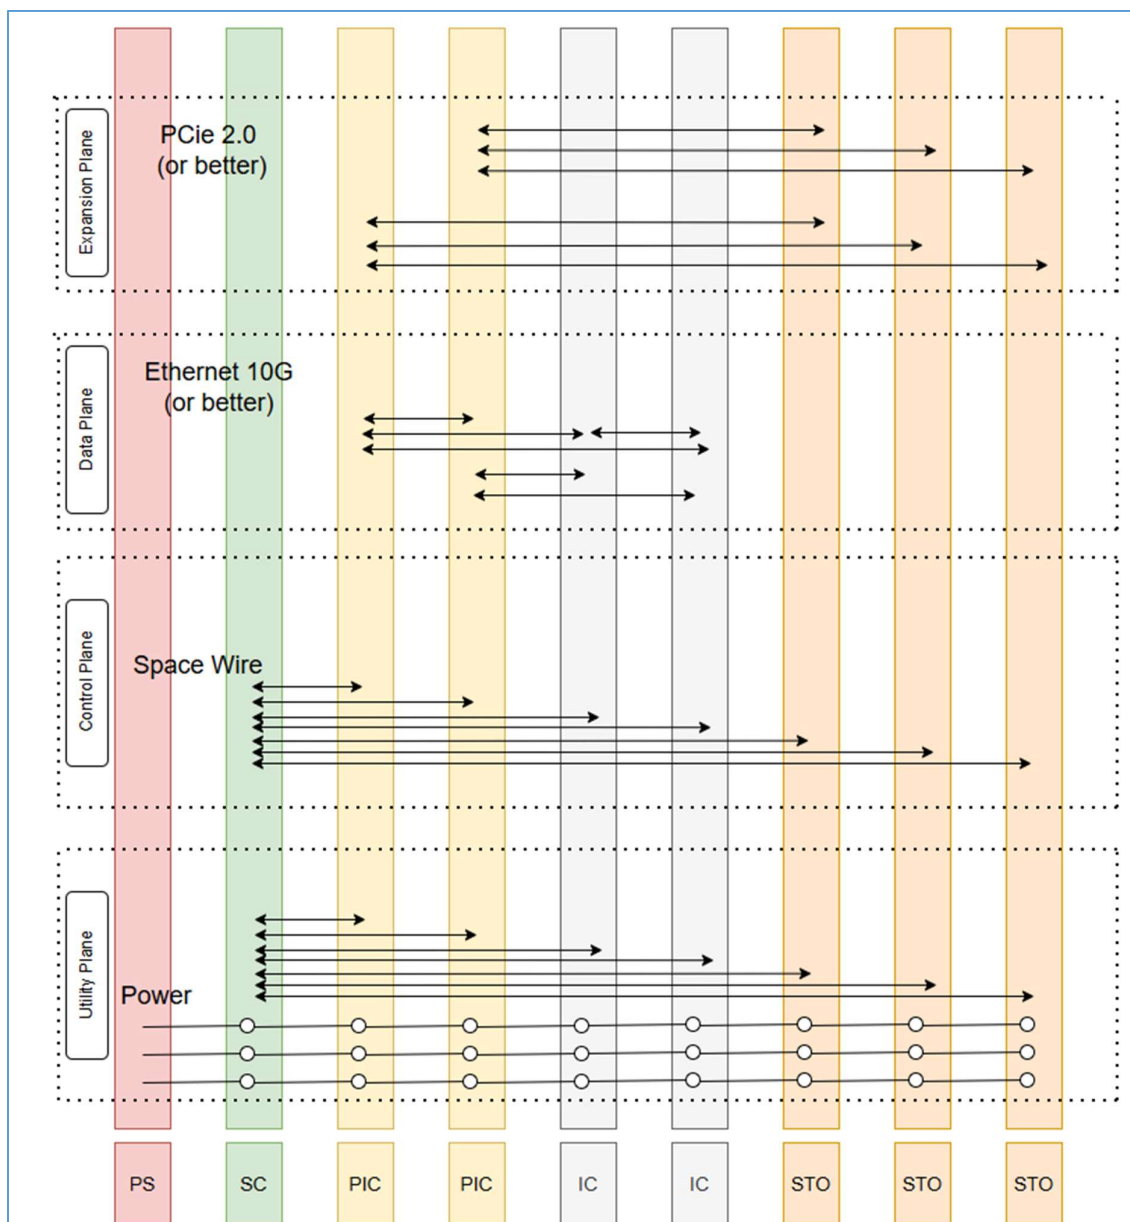 PCie 2.0
(or better)
Expansion Plane
Ethernet 10G
(or better)
Data Plane
Space Wire
Control Plane
Power
Utility Plane
PS
SC
PIC
PIC
IC
IC
STO
STO
STO